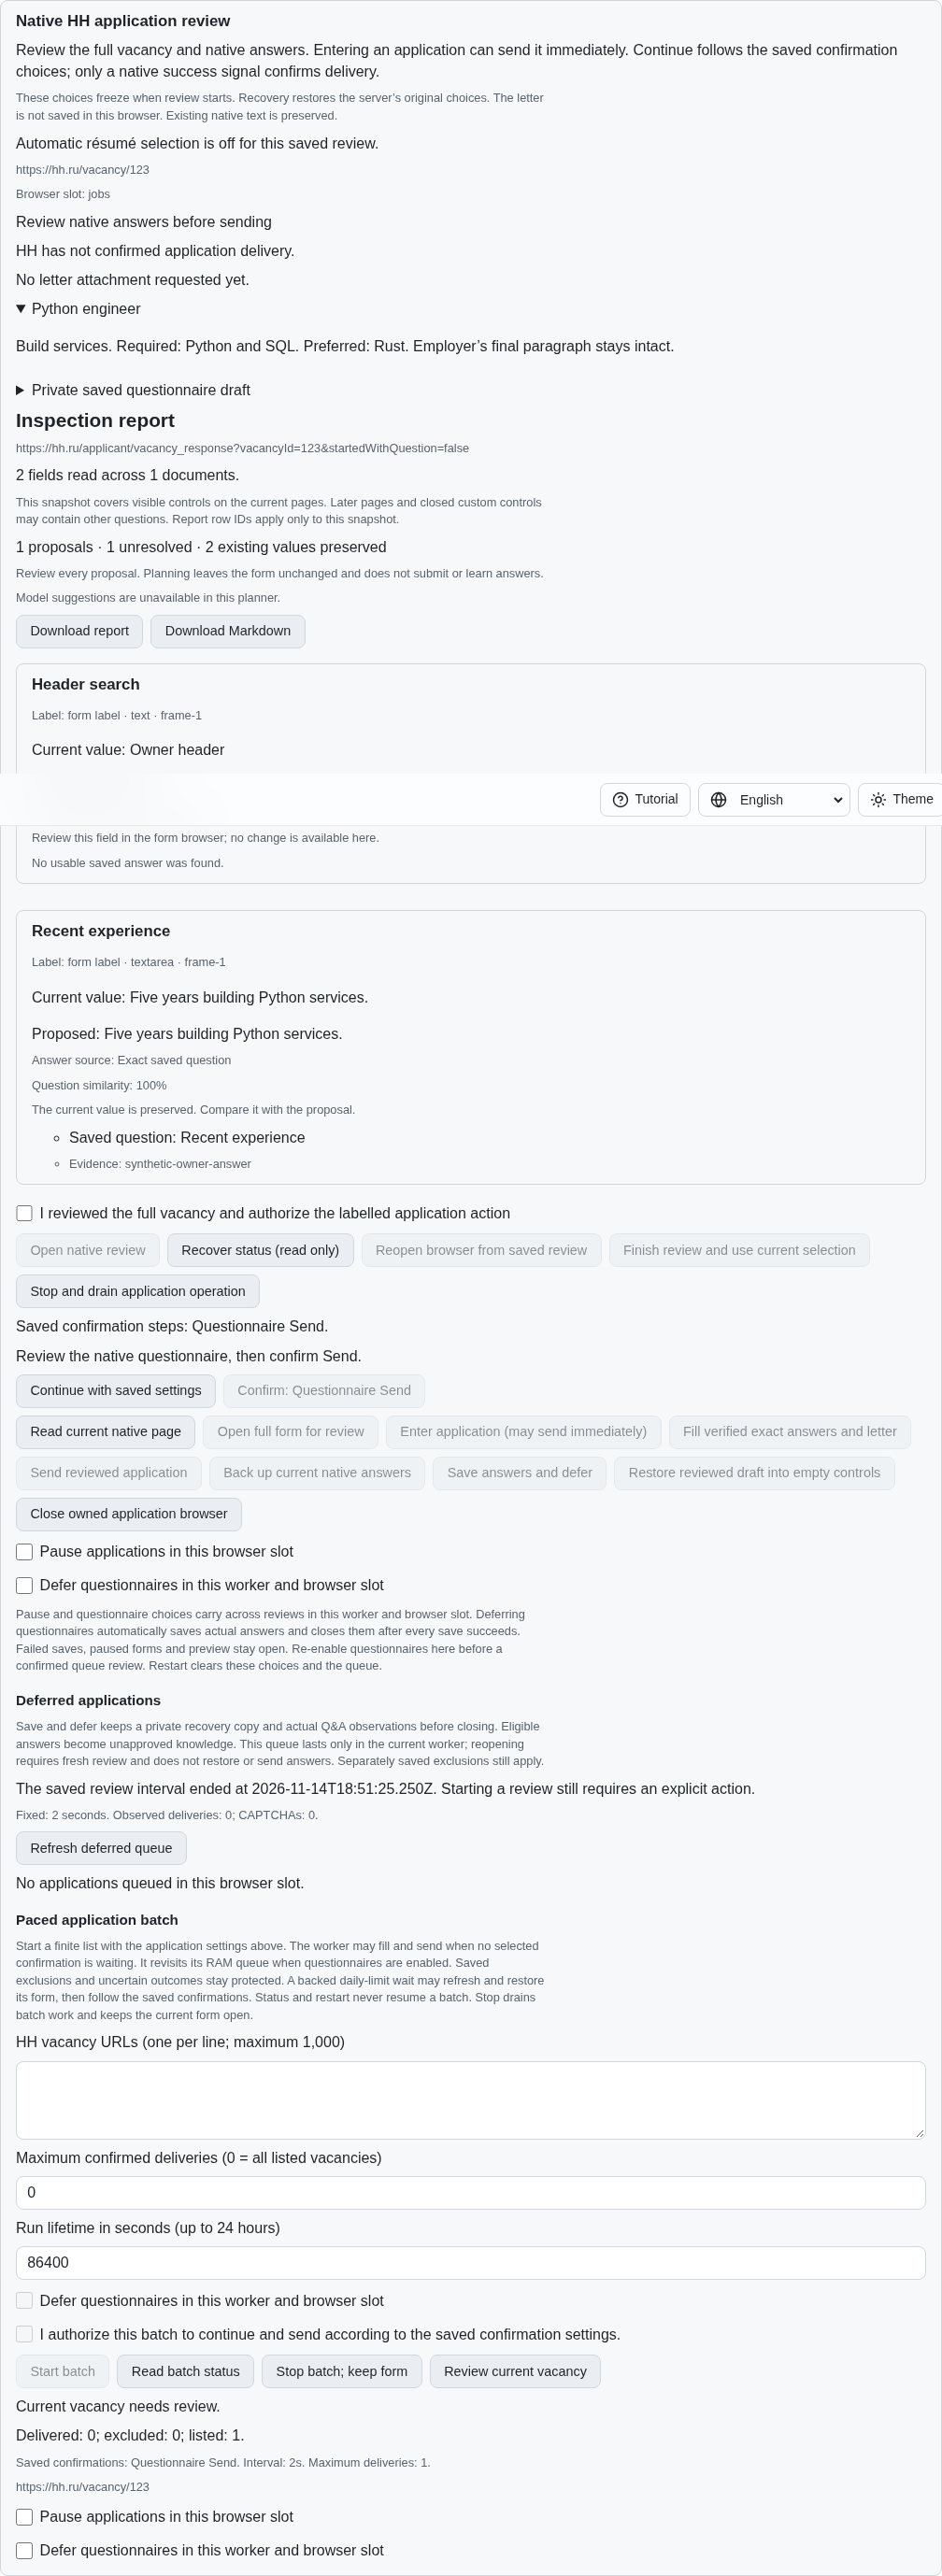 Native HH application review
Review the full vacancy and native answers. Entering an application can send it immediately. Continue follows the saved confirmation
choices; only a native success signal confirms delivery.
These choices freeze when review starts. Recovery restores the server’s original choices. The letter
is not saved in this browser. Existing native text is preserved.
Automatic résumé selection is off for this saved review.
https://hh.ru/vacancy/123
Browser slot: jobs
Review native answers before sending
HH has not confirmed application delivery.
No letter attachment requested yet.
Python engineer
Build services. Required: Python and SQL. Preferred: Rust. Employer’s final paragraph stays intact.
Private saved questionnaire draft
Inspection report
https://hh.ru/applicant/vacancy_response?vacancyId=123&startedWithQuestion=false
2 fields read across 1 documents.
This snapshot covers visible controls on the current pages. Later pages and closed custom controls
may contain other questions. Report row IDs apply only to this snapshot.
1 proposals · 1 unresolved · 2 existing values preserved
Review every proposal. Planning leaves the form unchanged and does not submit or learn answers.
Model suggestions are unavailable in this planner.
Download report Download Markdown
Header search
Label: form label · text · frame-1
Current value: Owner header
Tutorial English Theme
Review this field in the form browser; no change is available here.
No usable saved answer was found.
Recent experience
Label: form label · textarea · frame-1
Current value: Five years building Python services.
Proposed: Five years building Python services.
Answer source: Exact saved question
Question similarity: 100%
The current value is preserved. Compare it with the proposal.
Saved question: Recent experience
Evidence: synthetic-owner-answer
I reviewed the full vacancy and authorize the labelled application action
Open native review Recover status (read only) Reopen browser from saved review Finish review and use current selection
Stop and drain application operation
Saved confirmation steps: Questionnaire Send.
Review the native questionnaire, then confirm Send.
Continue with saved settings Confirm: Questionnaire Send
Read current native page Open full form for review Enter application (may send immediately) Fill verified exact answers and letter
Send reviewed application Back up current native answers Save answers and defer Restore reviewed draft into empty controls
Close owned application browser
Pause applications in this browser slot
Defer questionnaires in this worker and browser slot
Pause and questionnaire choices carry across reviews in this worker and browser slot. Deferring
questionnaires automatically saves actual answers and closes them after every save succeeds.
Failed saves, paused forms and preview stay open. Re-enable questionnaires here before a
confirmed queue review. Restart clears these choices and the queue.
Deferred applications
Save and defer keeps a private recovery copy and actual Q&A observations before closing. Eligible
answers become unapproved knowledge. This queue lasts only in the current worker; reopening
requires fresh review and does not restore or send answers. Separately saved exclusions still apply.
The saved review interval ended at 2026-11-14T18:51:25.250Z. Starting a review still requires an explicit action.
Fixed: 2 seconds. Observed deliveries: 0; CAPTCHAs: 0.
Refresh deferred queue
No applications queued in this browser slot.
Paced application batch
Start a finite list with the application settings above. The worker may fill and send when no selected
confirmation is waiting. It revisits its RAM queue when questionnaires are enabled. Saved
exclusions and uncertain outcomes stay protected. A backed daily-limit wait may refresh and restore
its form, then follow the saved confirmations. Status and restart never resume a batch. Stop drains
batch work and keeps the current form open.
HH vacancy URLs (one per line; maximum 1,000)
Maximum confirmed deliveries (0 = all listed vacancies)
0
Run lifetime in seconds (up to 24 hours)
86400
Defer questionnaires in this worker and browser slot
I authorize this batch to continue and send according to the saved confirmation settings.
Start batch Read batch status Stop batch; keep form Review current vacancy
Current vacancy needs review.
Delivered: 0; excluded: 0; listed: 1.
Saved confirmations: Questionnaire Send. Interval: 2s. Maximum deliveries: 1.
https://hh.ru/vacancy/123
Pause applications in this browser slot
Defer questionnaires in this worker and browser slot